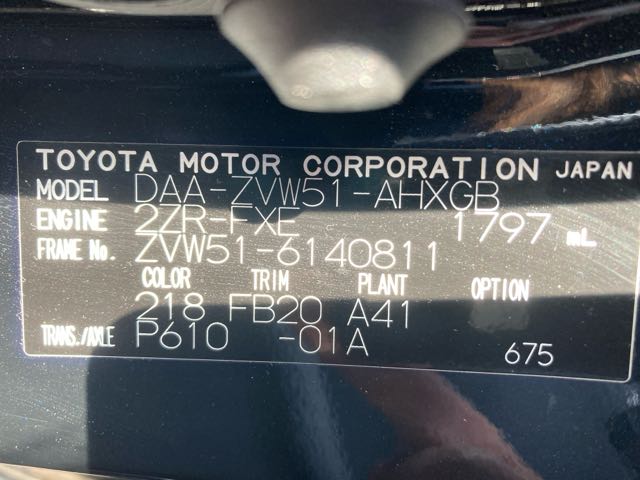 TOYOTA MOTOR CORPORATION JAPAN
MODEL DAA-ZVW51-AHXGB
ENGINE 2ZR-FXE 1797 mL
FRAME No. ZVW51-6140811
COLOR TRIM PLANT OPTION
218 FB20 A41
TRANS./AXLE P610 -01A 675